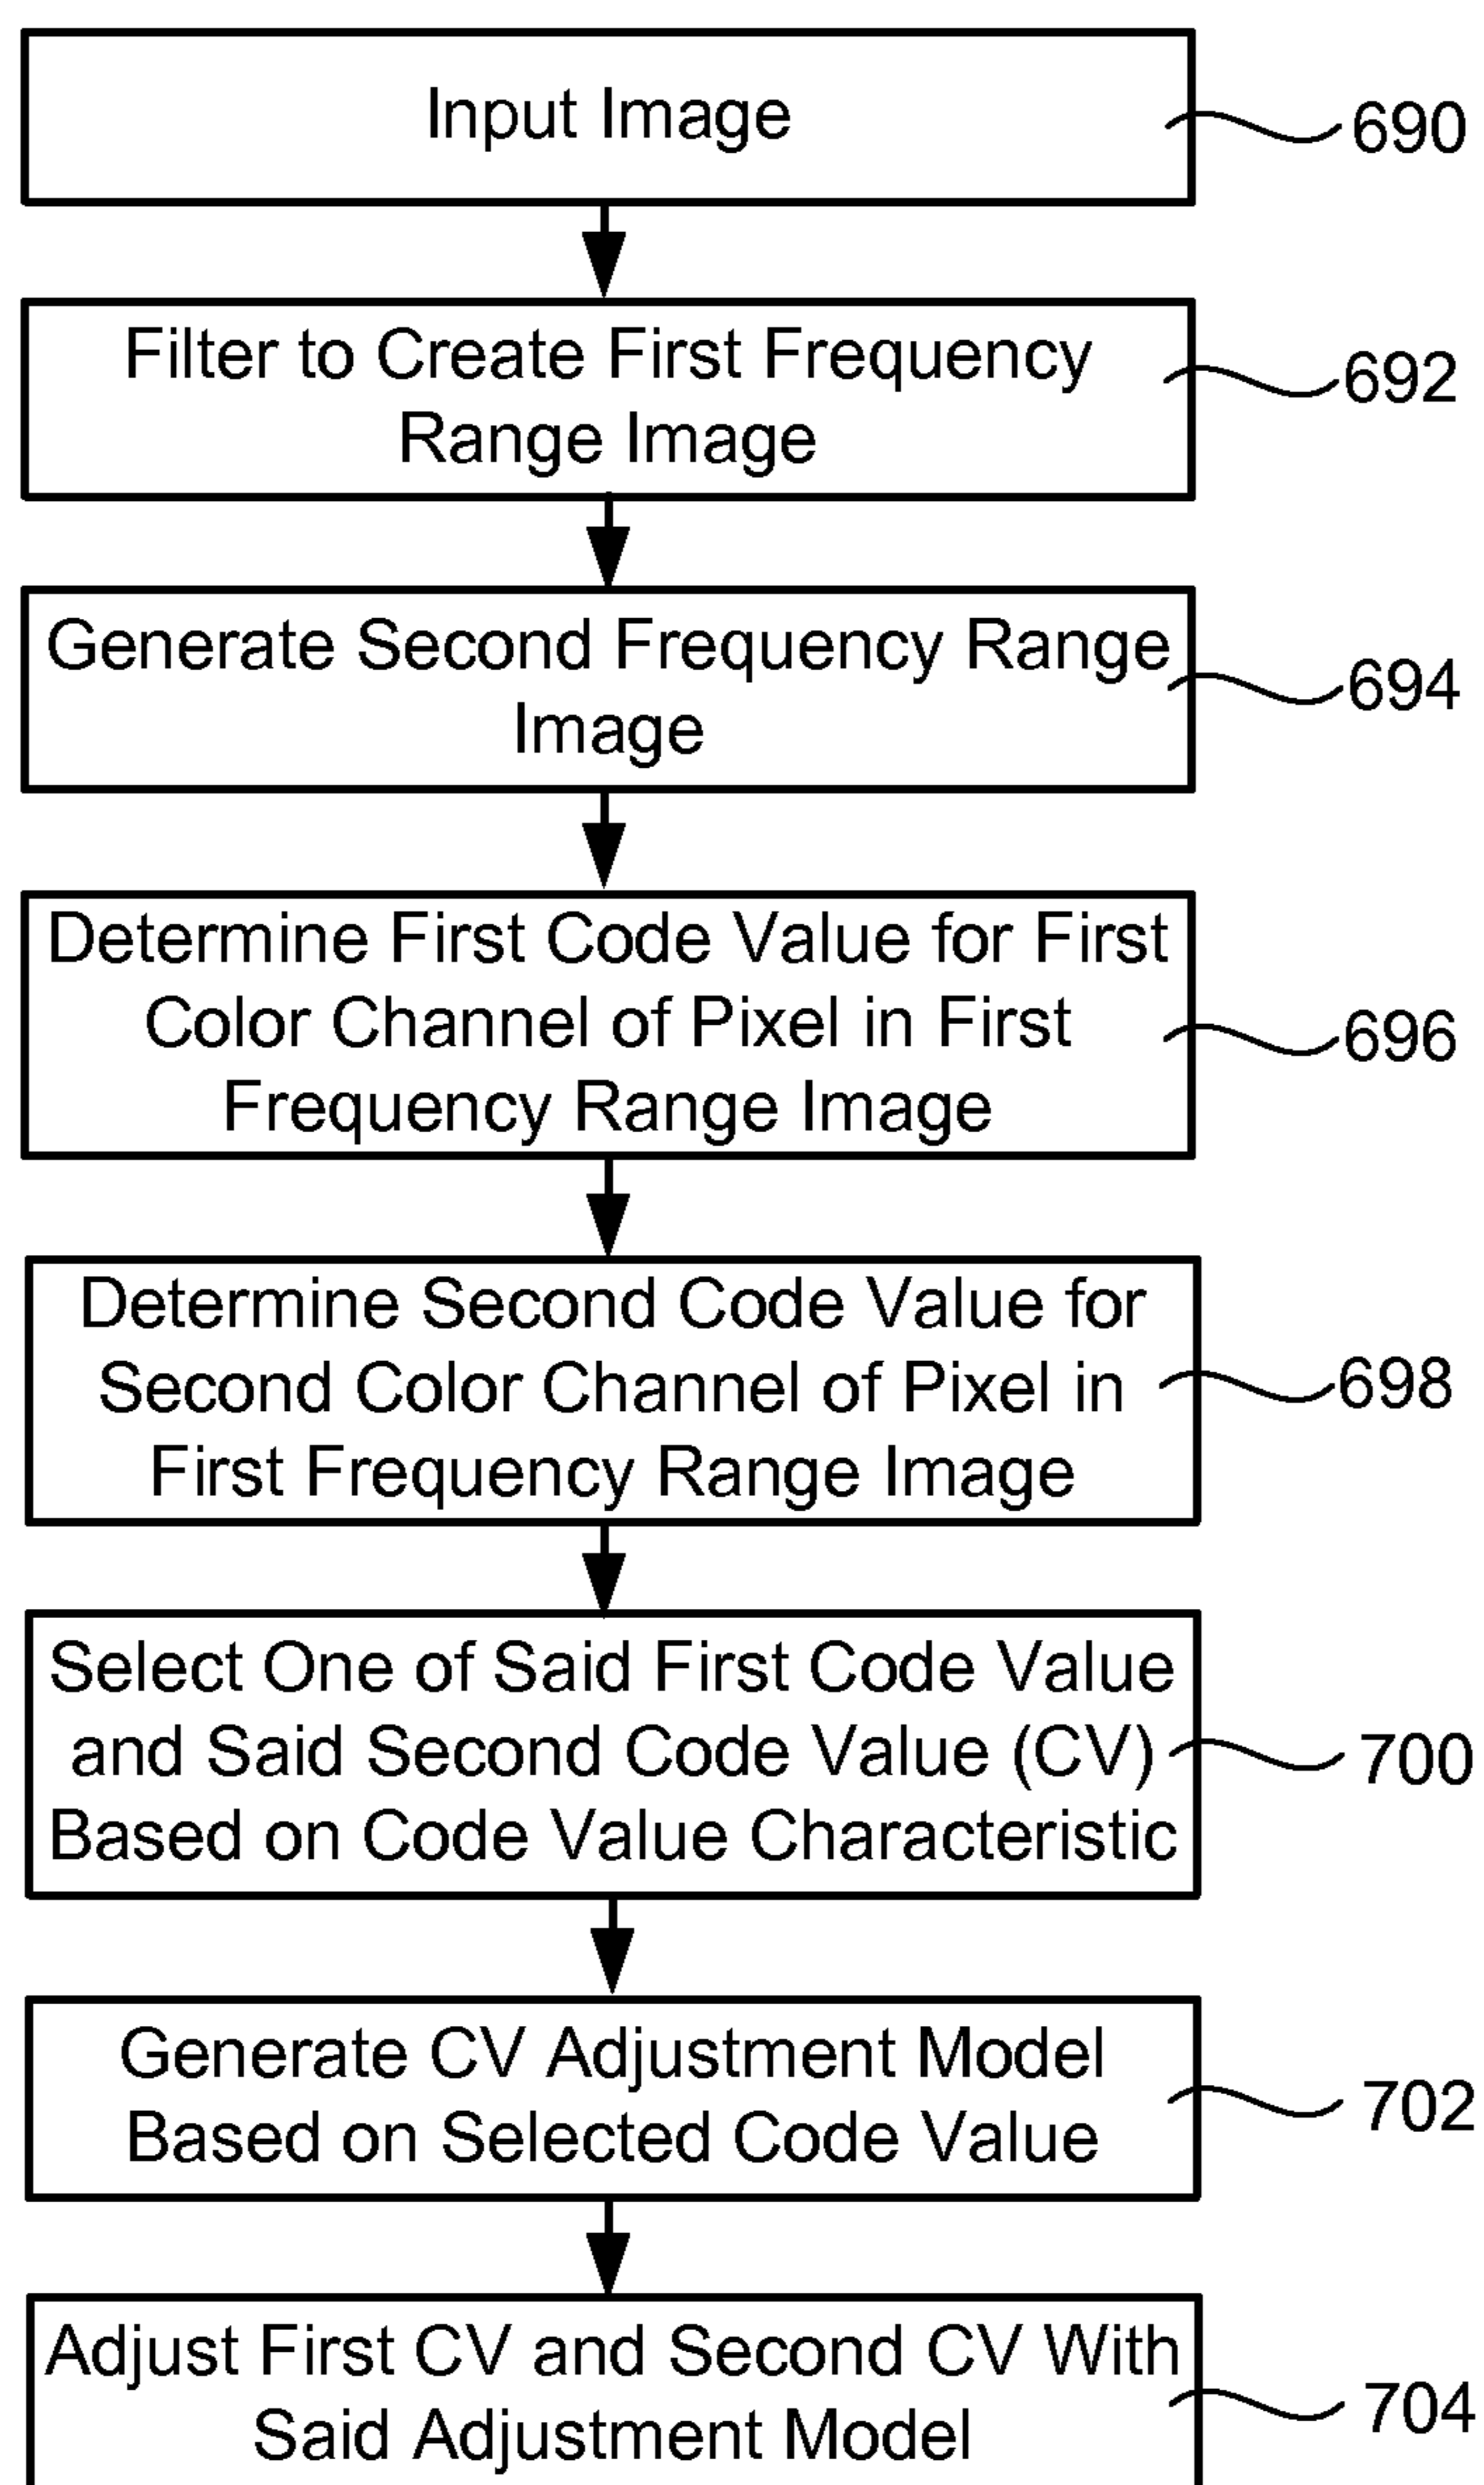 Input Image
690
Filter to Create First Frequency
Range Image
692
Generate Second Frequency Range
Image
694
Determine First Code Value for First
Color Channel of Pixel in First
Frequency Range Image
696
Determine Second Code Value for
Second Color Channel of Pixel in
First Frequency Range Image
698
Select One of Said First Code Value
and Said Second Code Value (CV)
Based on Code Value Characteristic
700
Generate CV Adjustment Model
Based on Selected Code Value
702
Adjust First CV and Second CV With
Said Adjustment Model
704